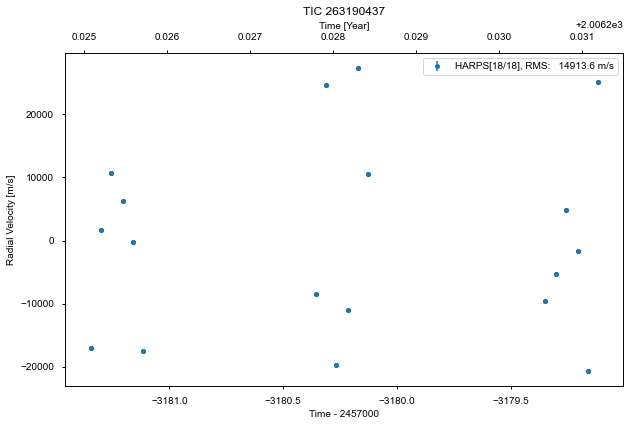 TIC 263190437
Time [Year]
+2.0062e3
0.025 0.026 0.027 0.028 0.029 0.030 0.031
HARPS[18/18], RMS: 14913.6 m/s
Radial Velocity [m/s]
20000
10000
0
−10000
−20000
−3181.0 −3180.5 −3180.0 −3179.5
Time - 2457000